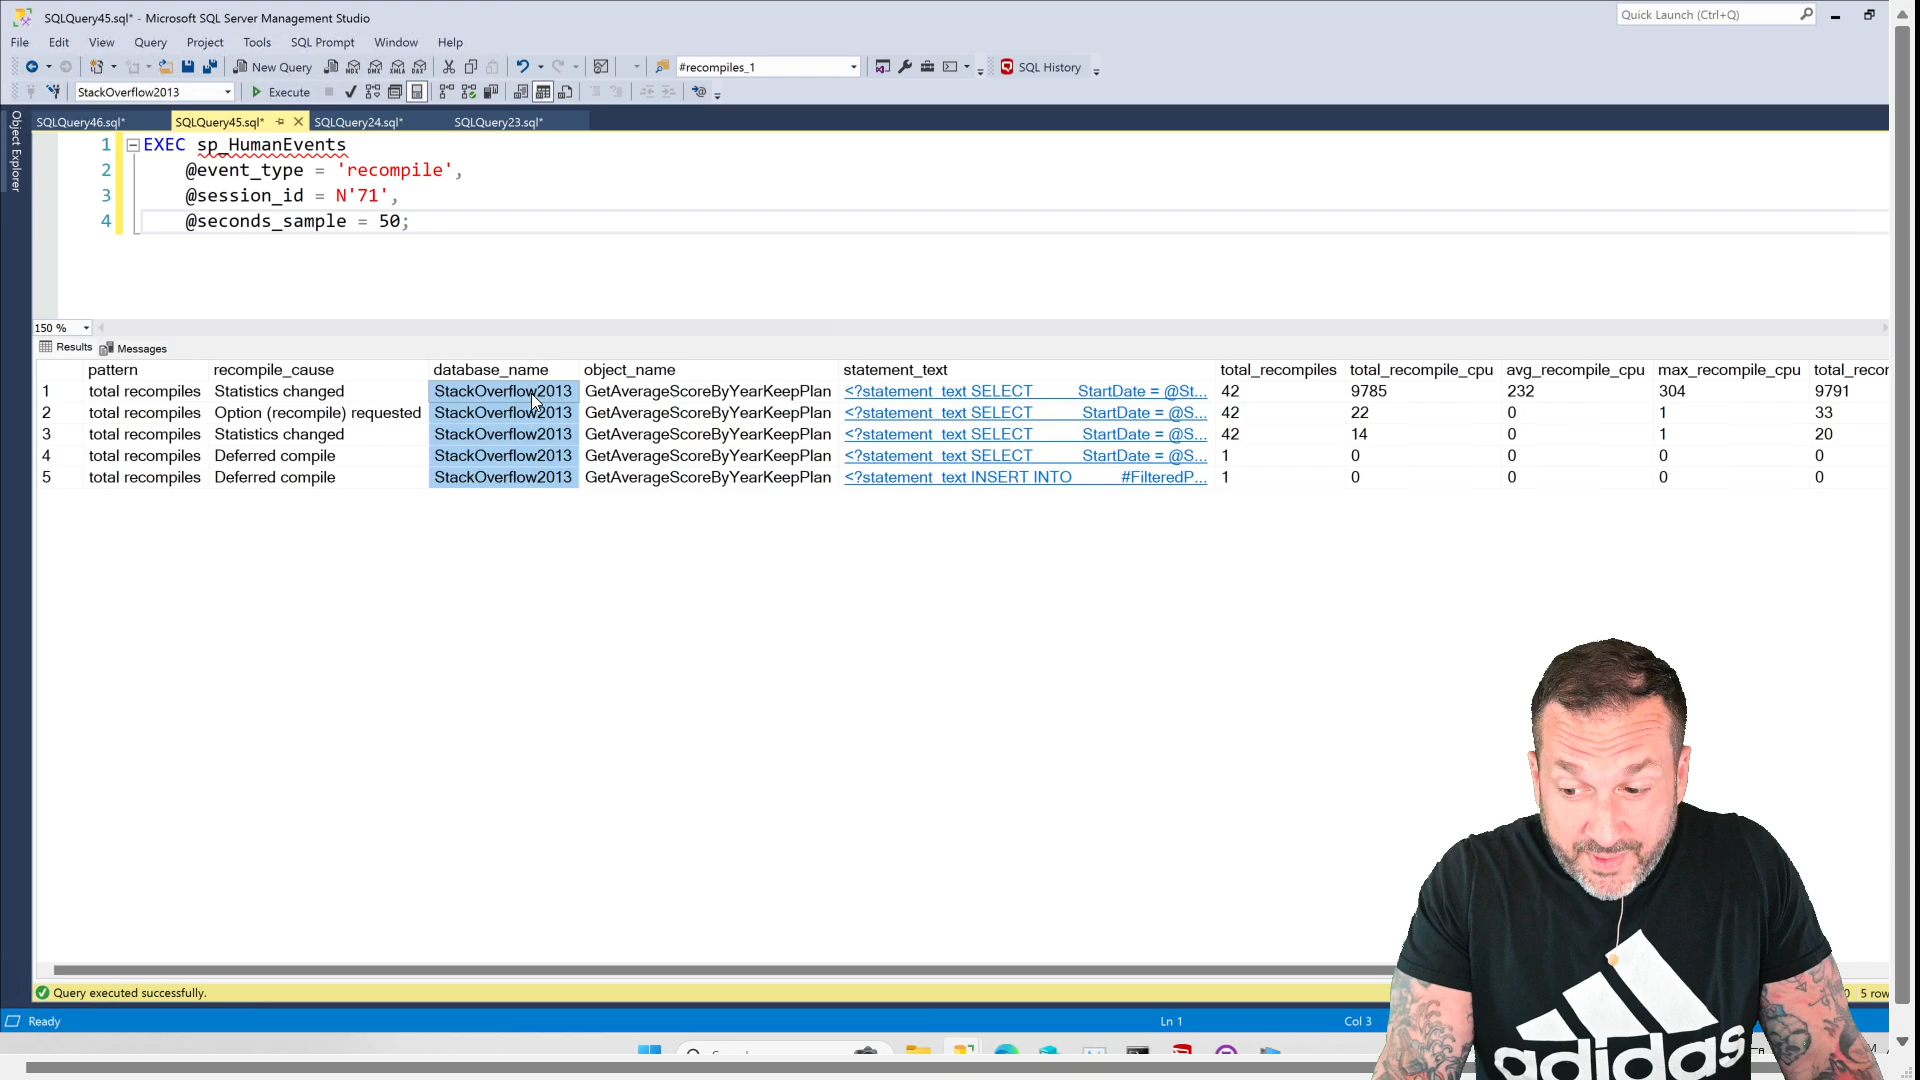 SQLQuery45.sql* - Microsoft SQL Server Management Studio
Quick Launch (Ctrl+Q)
File Edit View Query Project Tools SQL Prompt Window Help
New Query
#recompiles_1
SQL History
StackOverflow2013
Execute
SQLQuery46.sql* SQLQuery45.sql* SQLQuery24.sql* SQLQuery23.sql*
Object Explorer
1 EXEC sp_HumanEvents
2 @event_type = 'recompile',
3 @session_id = N'71',
4 @seconds_sample = 50;
150 %
Results Messages
pattern recompile_cause database_name object_name statement_text total_recompiles total_recompile_cpu avg_recompile_cpu max_recompile_cpu total_recor
1 total recompiles Statistics changed StackOverflow2013 GetAverageScoreByYearKeepPlan <?statement_text SELECT StartDate = @St... 42 9785 232 304 9791
2 total recompiles Option (recompile) requested StackOverflow2013 GetAverageScoreByYearKeepPlan <?statement_text SELECT StartDate = @S... 42 22 0 1 33
3 total recompiles Statistics changed StackOverflow2013 GetAverageScoreByYearKeepPlan <?statement_text SELECT StartDate = @S... 42 14 0 1 20
4 total recompiles Deferred compile StackOverflow2013 GetAverageScoreByYearKeepPlan <?statement_text SELECT StartDate = @S... 1 0 0 0 0
5 total recompiles Deferred compile StackOverflow2013 GetAverageScoreByYearKeepPlan <?statement_text INSERT INTO #FilteredP... 1 0 0 0 0
Query executed successfully.
0 5 row
Ready
Ln 1
Col 3
adidas